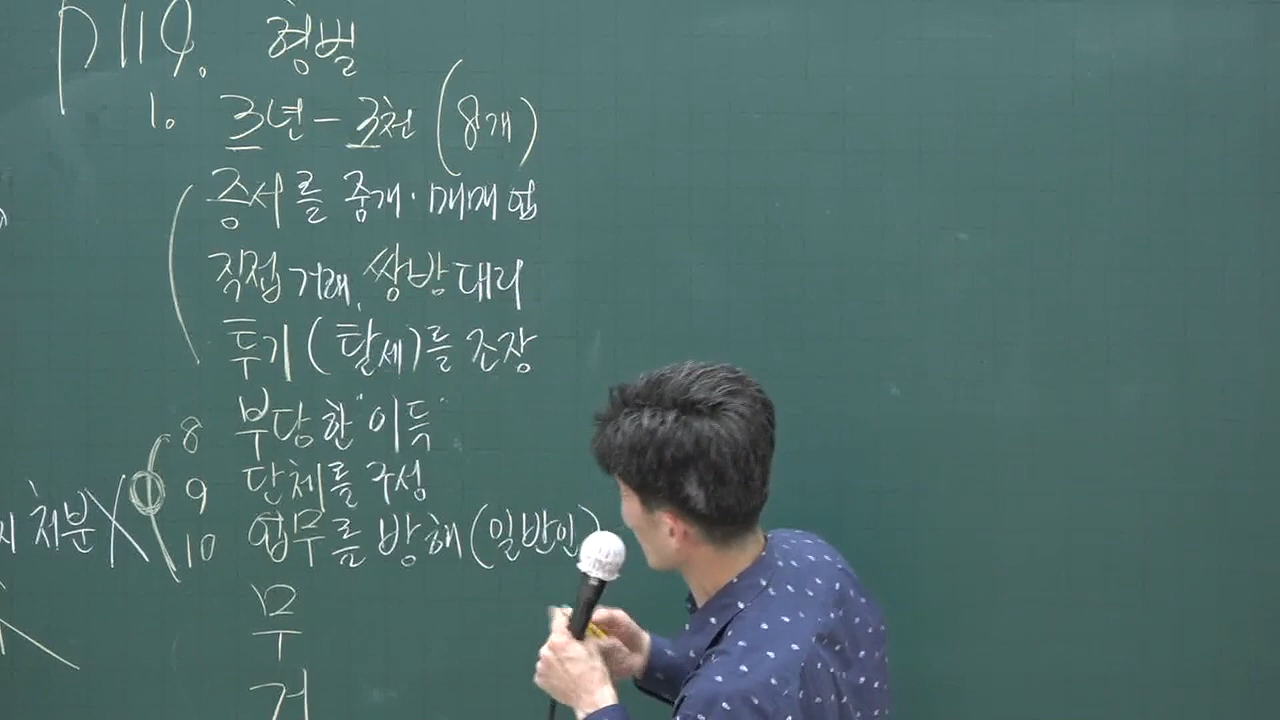 p119. 형벌
1. 3년-3천 (8개)
증서를 중개·매매업
직접거래, 쌍방대리
투기(탈세)를 조장
8 부당한 "이득"
9 단체를 구성
처분X 10 업무를 방해(일반인)
무
거